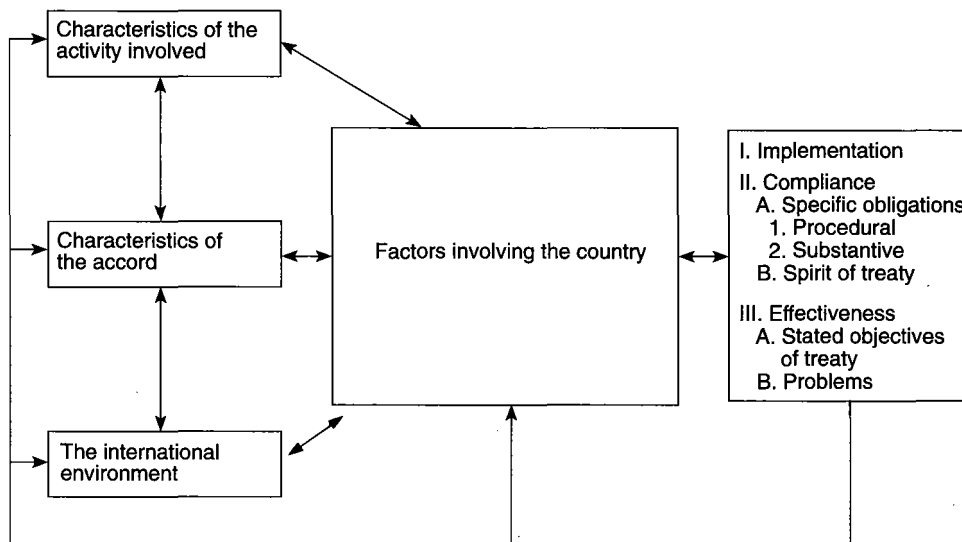 Characteristics of the
activity involved
Characteristics of
the accord
The international
environment
Factors involving the country
I. Implementation
II. Compliance
A. Specific obligations
1. Procedural
2. Substantive
B. Spirit of treaty
III. Effectiveness
A. Stated objectives
of treaty
B. Problems